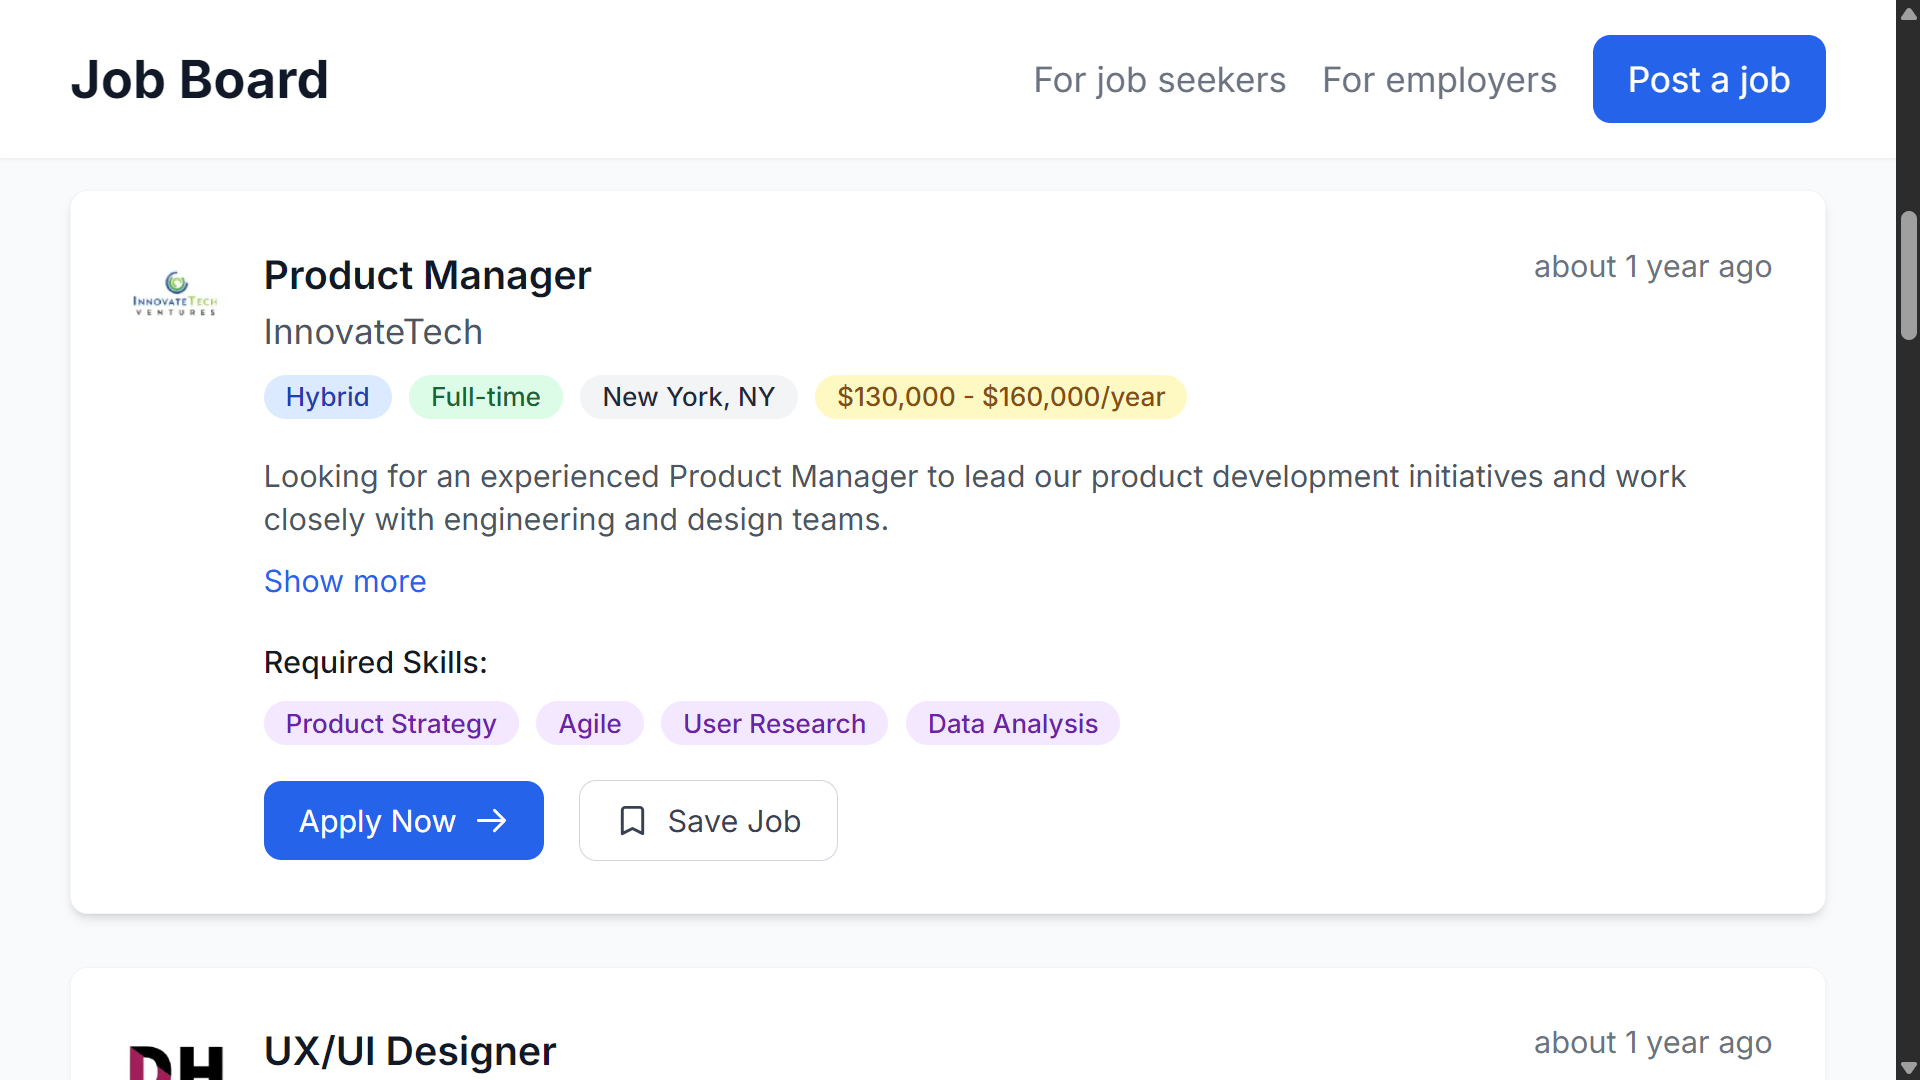 Job Board
For job seekers
For employers
Post a job
INNOVATETECH
VENTURES
Product Manager
about 1 year ago
InnovateTech
Hybrid
Full-time
New York, NY
$130,000 - $160,000/year
Looking for an experienced Product Manager to lead our product development initiatives and work
closely with engineering and design teams.
Show more
Required Skills:
Product Strategy
Agile
User Research
Data Analysis
Apply Now
Save Job
DH
UX/UI Designer
about 1 year ago